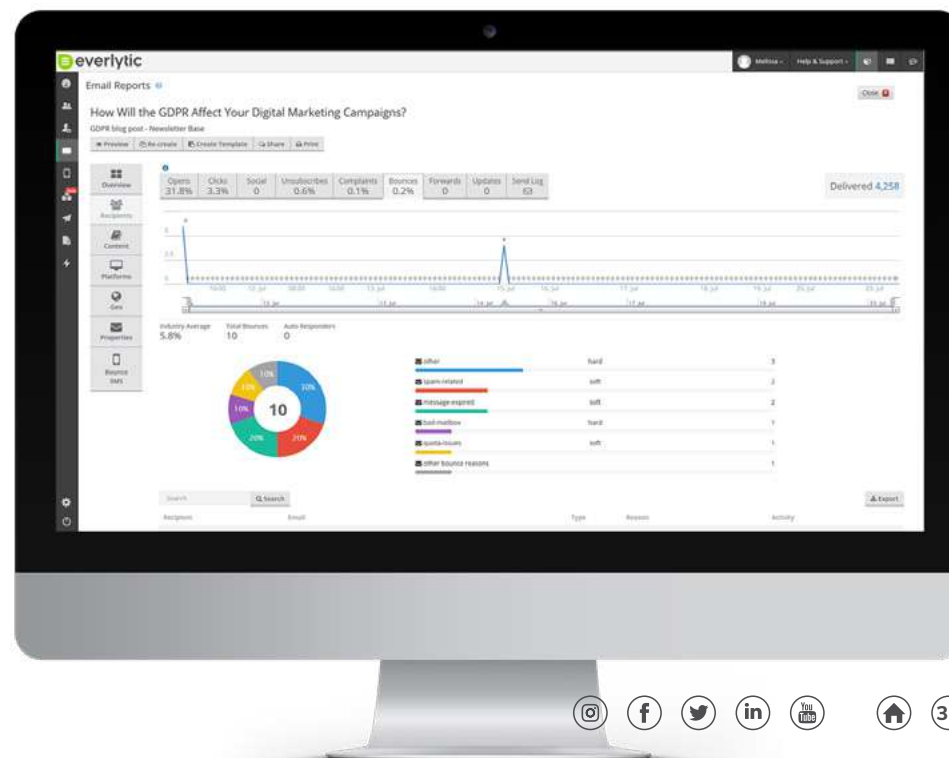 everlytic
Melissa Help & Support
Email Reports
Close
How Will the GDPR Affect Your Digital Marketing Campaigns?
GDPR blog post - Newsletter Base
Preview Re-create Create Template Share Print
Overview
Recipients
Content
Platforms
Geo
Properties
Bounce
SMS
Opens Clicks Social Unsubscribes Complaints Bounces Forwards Updates Send Log
31.8% 3.3% 0 0.6% 0.1% 0.2% 0 0
Delivered 4,258
Industry Average Total Bounces Auto Responders
5.8% 10 0
10% 30% 20% 20% 10% 10%
10
other hard 3
spam-related soft 2
message-expired soft 2
bad-mailbox hard 1
quota-issues soft 1
other bounce reasons 1
Search Search Export
Recipient Email Type Reason Activity
in You
Tube
3